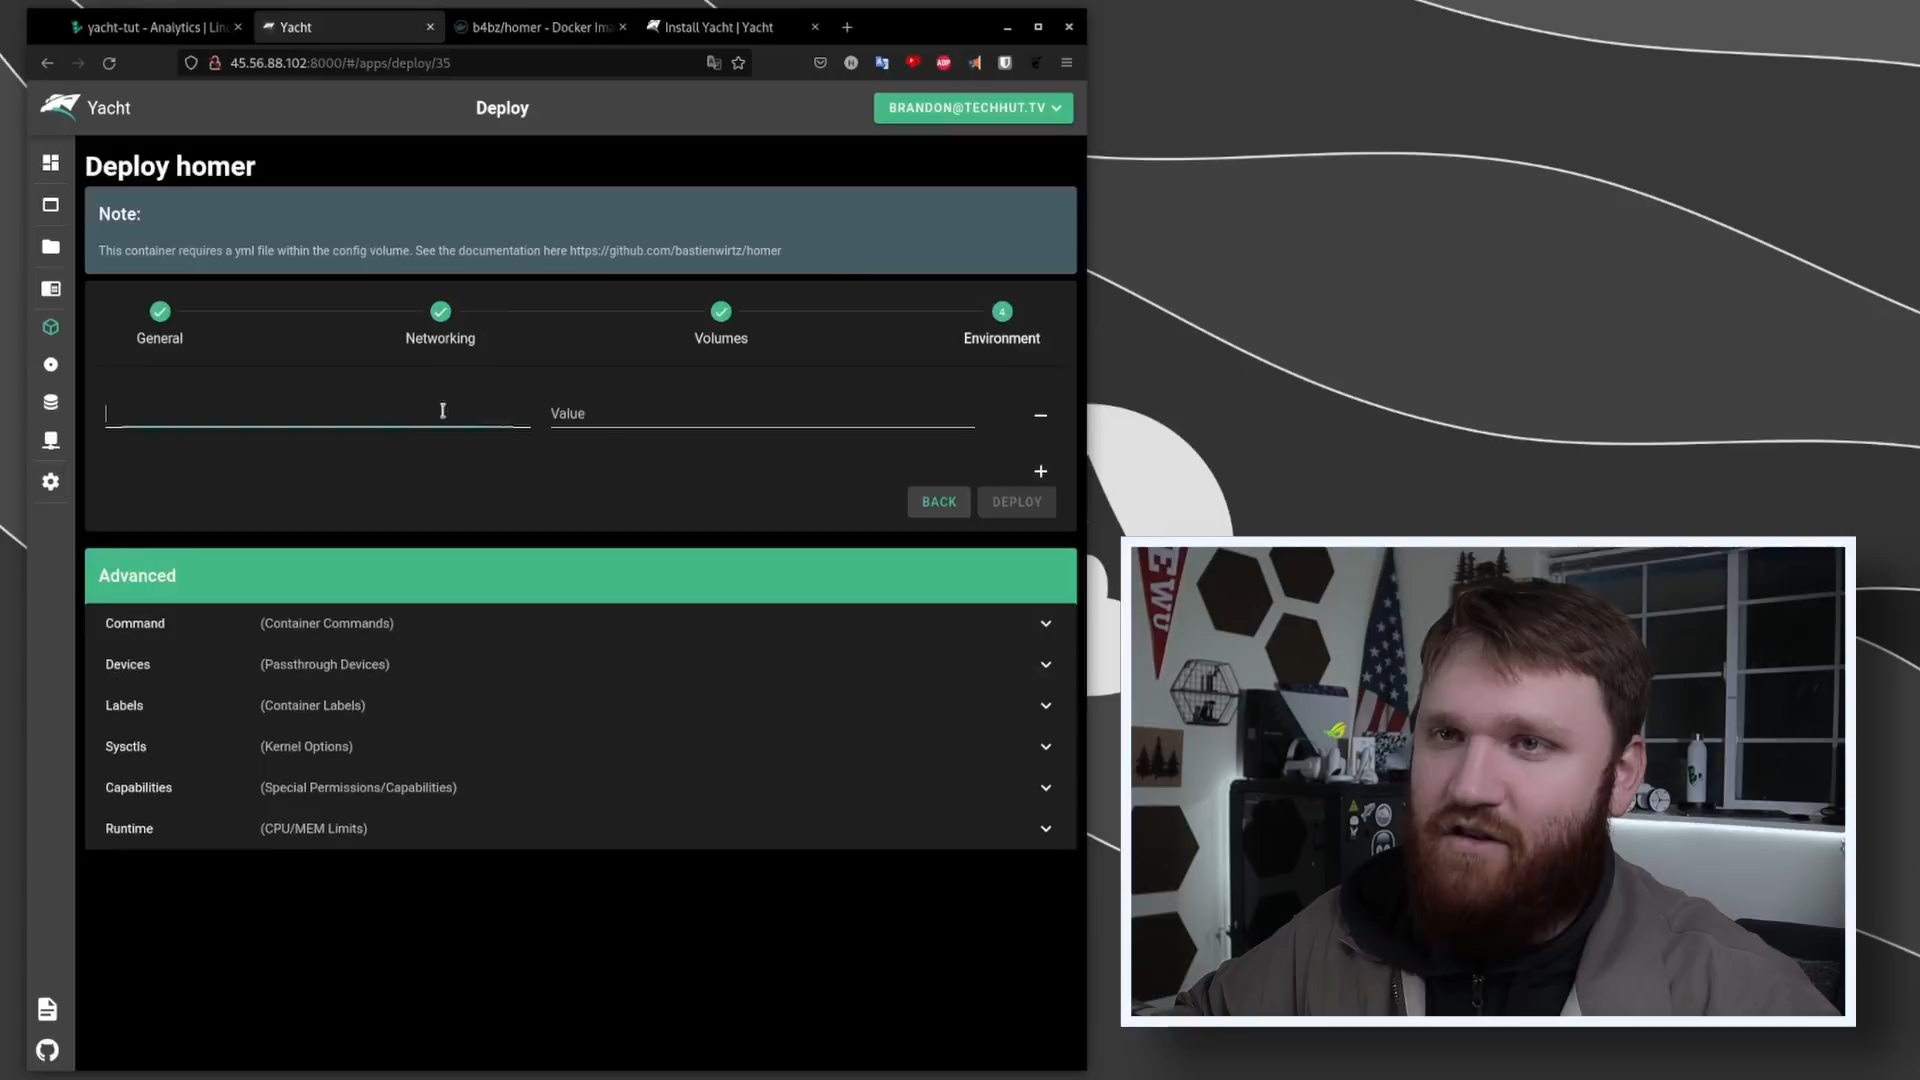 yacht-tut - Analytics | Lin
Yacht
b4bz/homer - Docker Ima
Install Yacht | Yacht
45.56.88.102:8000/#/apps/deploy/35
ABP
Yacht
Deploy
BRANDON@TECHHUT.TV
Deploy homer
Note:
This container requires a yml file within the config volume. See the documentation here https://github.com/bastienwirtz/homer
4
General
Networking
Volumes
Environment
Value
BACK
DEPLOY
Advanced
Command
(Container Commands)
Devices
(Passthrough Devices)
Labels
(Container Labels)
Sysctls
(Kernel Options)
Capabilities
(Special Permissions/Capabilities)
Runtime
(CPU/MEM Limits)
EWU